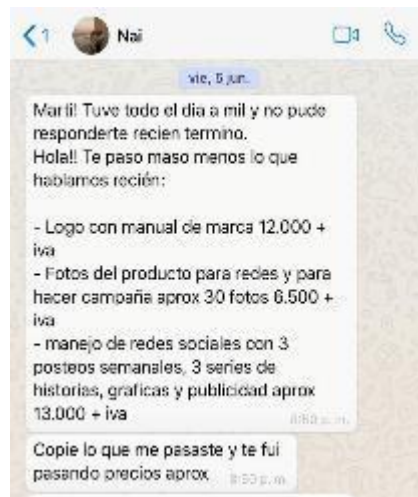 1 Nai
vie, 5 jun.
Marti! Tuve todo el dia a mil y no pude
responderte recien termino.
Hola!! Te paso maso menos lo que
hablamos recién:
- Logo con manual de marca 12.000 +
iva
- Fotos del producto para redes y para
hacer campaña aprox 30 fotos 6.500 +
iva
- manejo de redes sociales con 3
posteos semanales, 3 series de
historias, graficas y publicidad aprox
13.000 + iva
p. m.
Copie lo que me pasaste y te fui
pasando precios aprox
p. m.